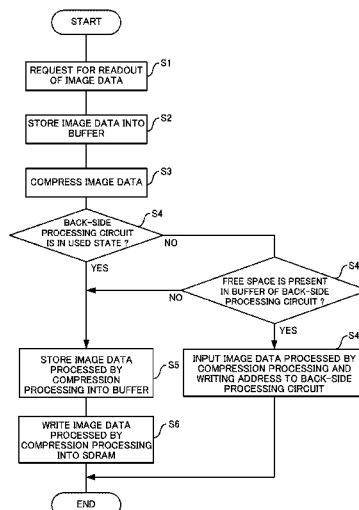 START
S1
REQUEST FOR READOUT
OF IMAGE DATA
S2
STORE IMAGE DATA INTO
BUFFER
S3
COMPRESS IMAGE DATA
S4
BACK-SIDE
PROCESSING CIRCUIT
IS IN USED STATE ?
NO
YES
S4
FREE SPACE IS PRESENT
IN BUFFER OF BACK-SIDE
PROCESSING CIRCUIT ?
NO
YES
S4
STORE IMAGE DATA
PROCESSED BY
COMPRESSION
PROCESSING INTO BUFFER
S5
INPUT IMAGE DATA PROCESSED BY
COMPRESSION PROCESSING AND
WRITING ADDRESS TO BACK-SIDE
PROCESSING CIRCUIT
S6
WRITE IMAGE DATA
PROCESSED BY
COMPRESSION PROCESSING
INTO SDRAM
END